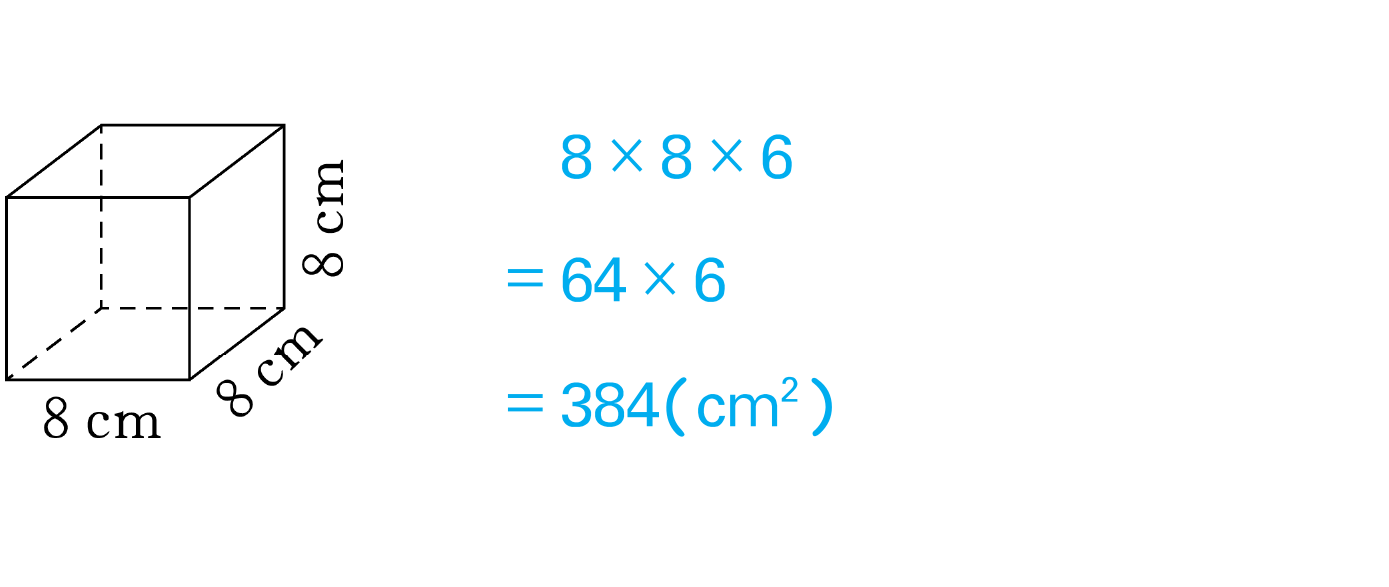 8 cm
8 cm
8 cm
8 × 8 × 6
= 64 × 6
= 384(cm²)